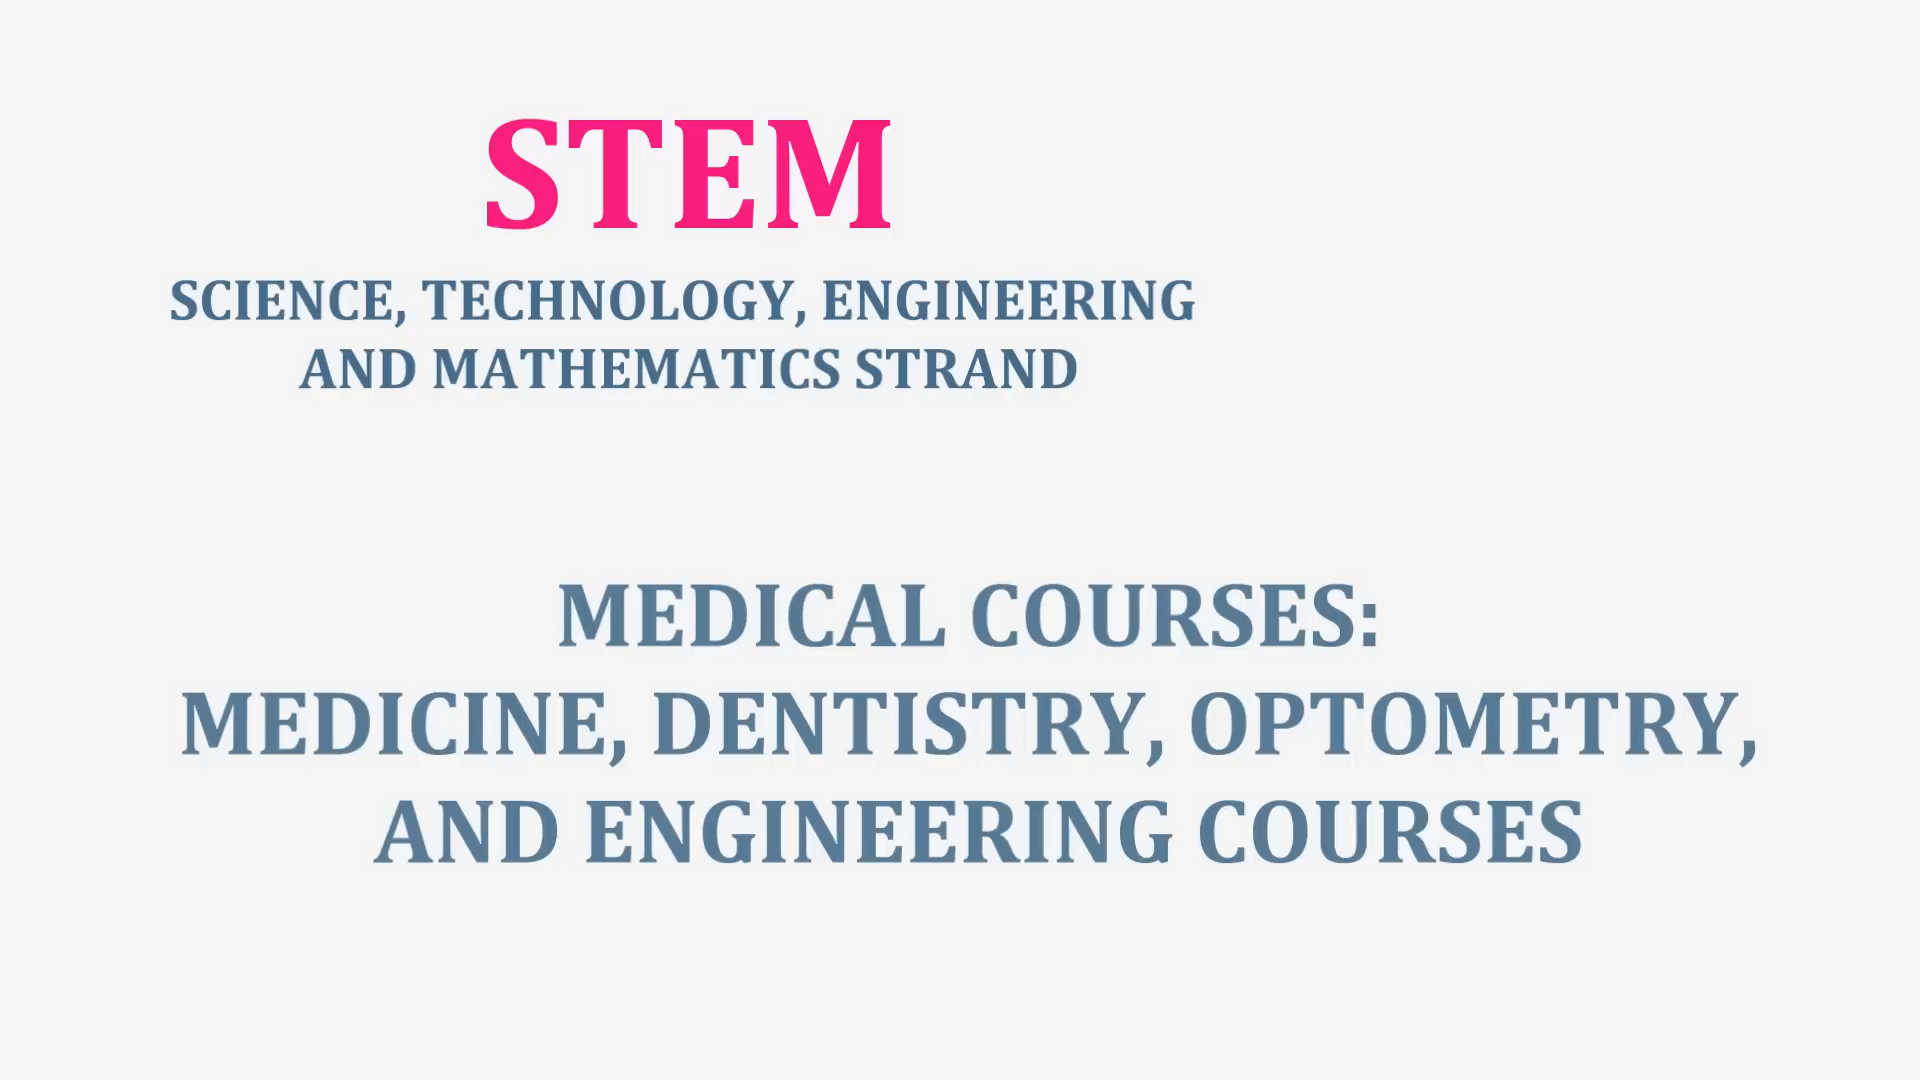 STEM
SCIENCE, TECHNOLOGY, ENGINEERING
AND MATHEMATICS STRAND
MEDICAL COURSES:
MEDICINE, DENTISTRY, OPTOMETRY,
AND ENGINEERING COURSES